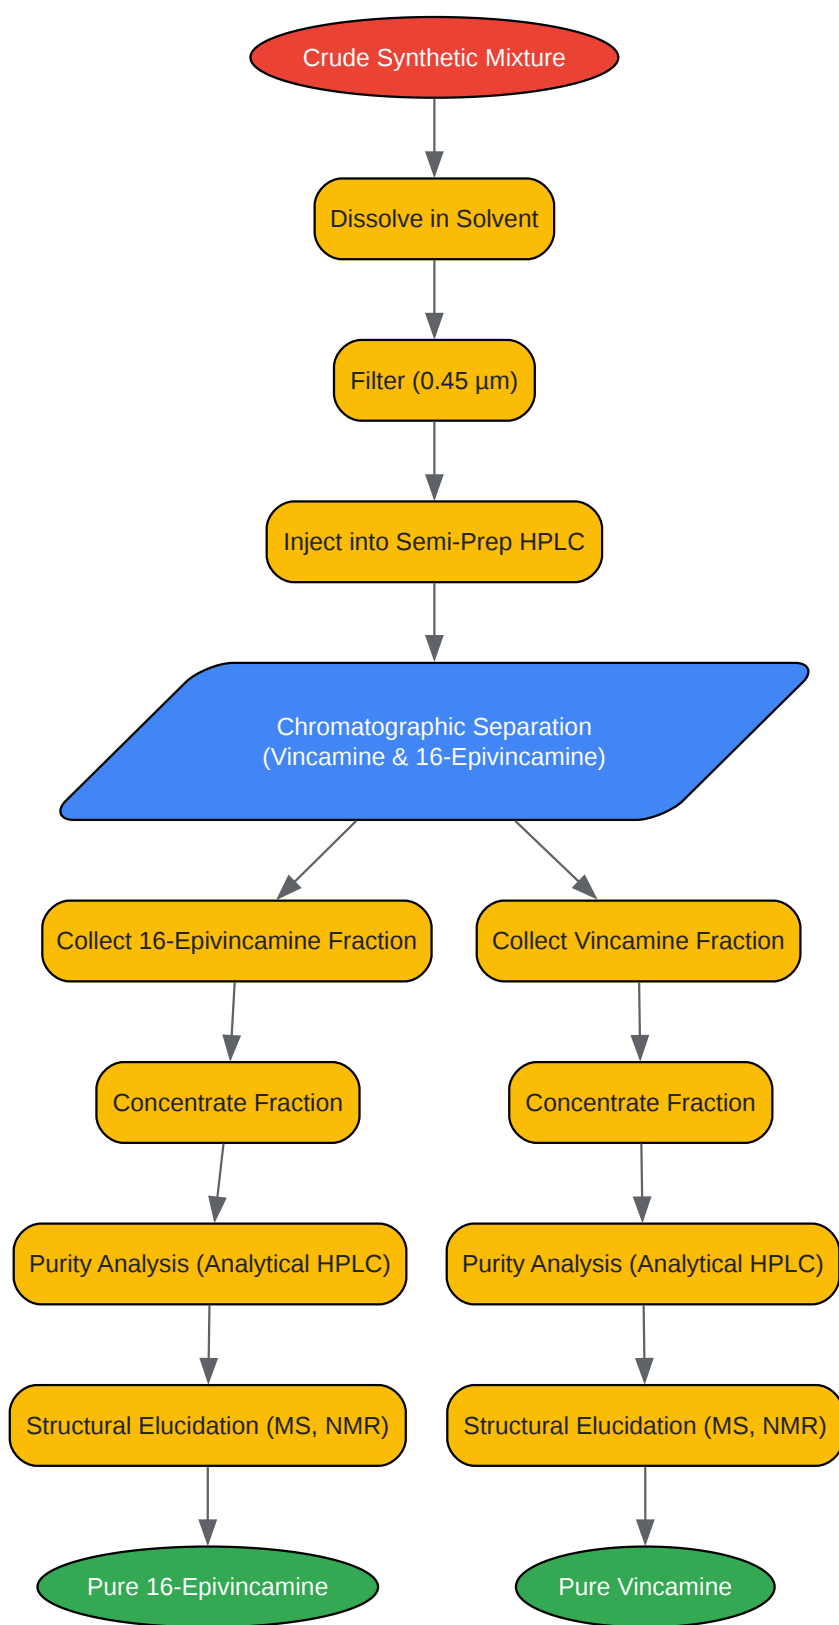 Crude Synthetic Mixture
Dissolve in Solvent
Filter (0.45 µm)
Inject into Semi-Prep HPLC
Chromatographic Separation
(Vincamine & 16-Epivincamine)
Collect 16-Epivincamine Fraction
Collect Vincamine Fraction
Concentrate Fraction
Concentrate Fraction
Purity Analysis (Analytical HPLC)
Purity Analysis (Analytical HPLC)
Structural Elucidation (MS, NMR)
Structural Elucidation (MS, NMR)
Pure 16-Epivincamine
Pure Vincamine